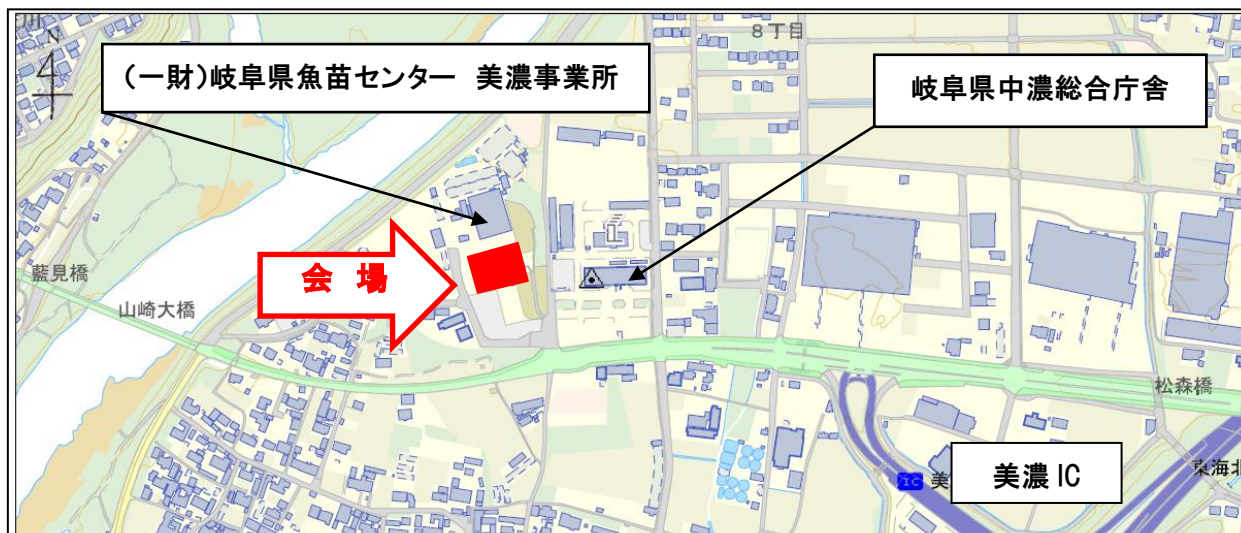 8丁目
N
(一財)岐阜県魚苗センター 美濃事業所
岐阜県中濃総合庁舎
会 場
藍見橋
山崎大橋
松森橋
美濃 IC
IC 美
東海北